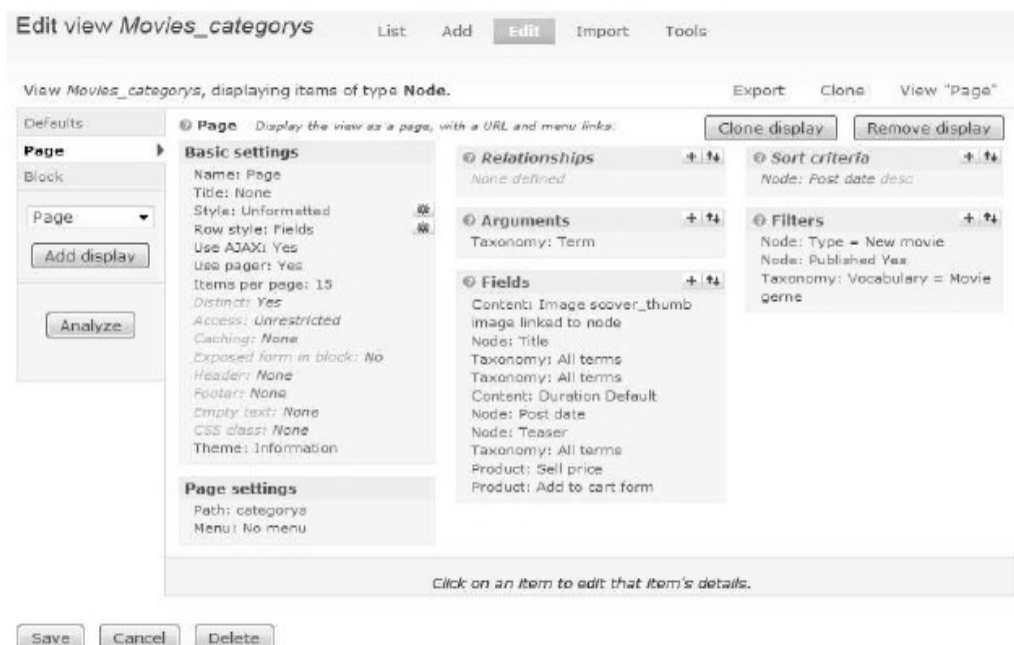 Edit view Movies_categorys
List Add Edit Import Tools
View Movies_categorys, displaying items of type Node.
Export Clone View "Page"
Defaults
Page
Block
Page
Add display
Analyze
Page Display the view as a page, with a URL and menu links.
Clone display Remove display
Basic settings
Name: Page
Title: None
Style: Unformatted
Row style: Fields
Use AJAX: Yes
Use pager: Yes
Items per page: 15
Distinct: Yes
Access: Unrestricted
Caching: None
Exposed form in block: No
Header: None
Footer: None
Empty text: None
CSS class: None
Theme: Information
Page settings
Path: categorys
Menu: No menu
Relationships
None defined
Arguments
Taxonomy: Term
Fields
Content: Image scover_thumb
image linked to node
Node: Title
Taxonomy: All terms
Taxonomy: All terms
Content: Duration Default
Node: Post date
Node: Teaser
Taxonomy: All terms
Product: Sell price
Product: Add to cart form
Sort criteria
Node: Post date desc
Filters
Node: Type = New movie
Node: Published Yes
Taxonomy: Vocabulary = Movie
gerne
Click on an item to edit that item's details.
Save Cancel Delete